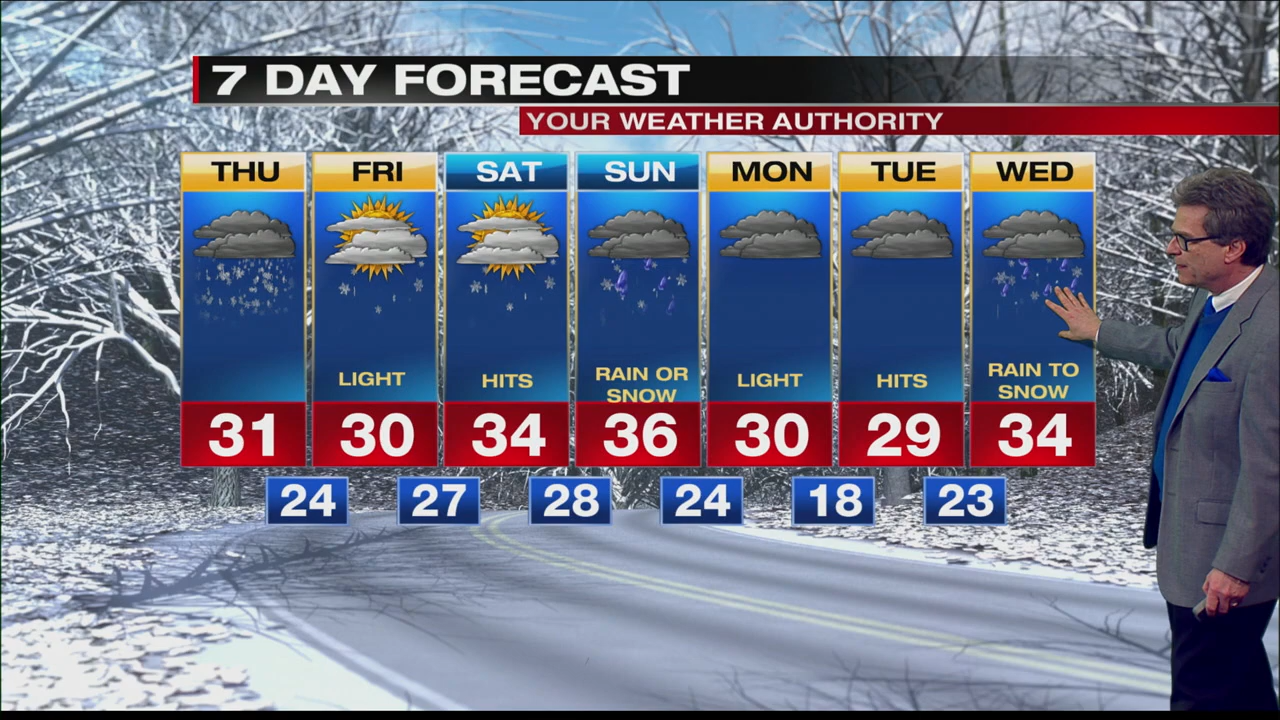 7 DAY FORECAST
YOUR WEATHER AUTHORITY
THU FRI SAT SUN MON TUE WED
LIGHT HITS RAIN OR SNOW LIGHT HITS RAIN TO SNOW
31 30 34 36 30 29 34
24 27 28 24 18 23